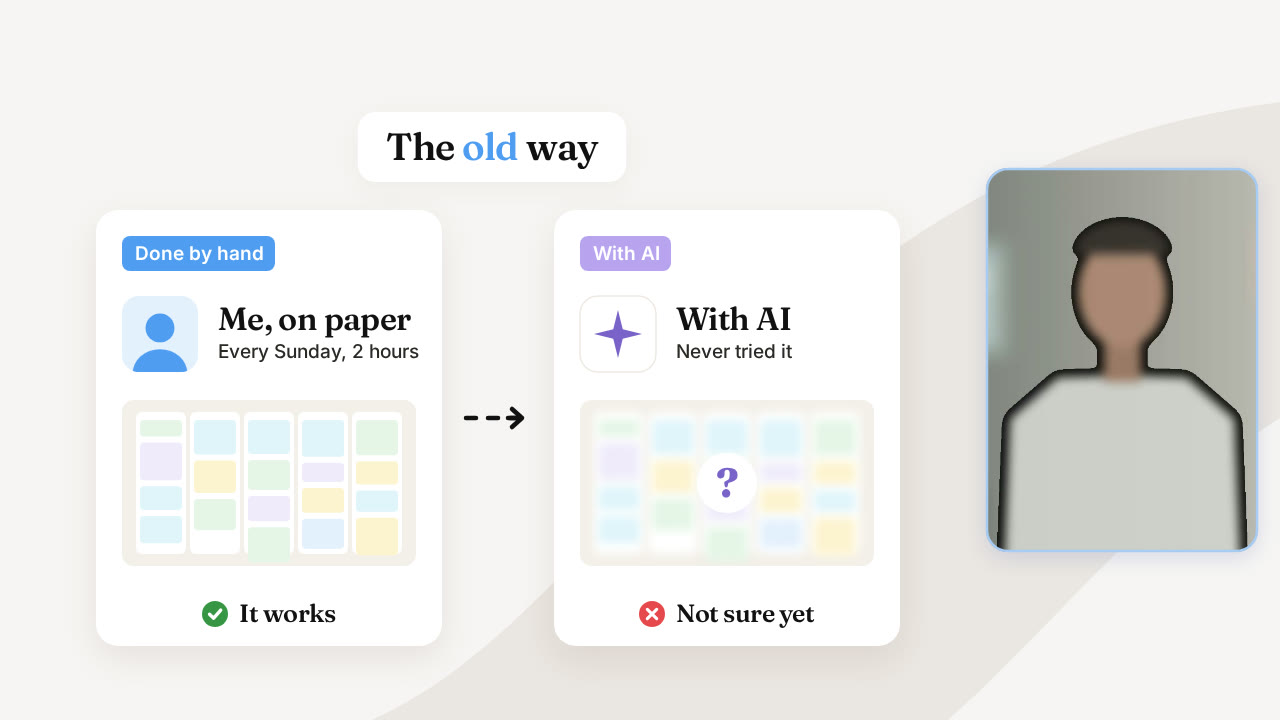 The old way
Done by hand
Me, on paper
Every Sunday, 2 hours
It works
With AI
With AI
Never tried it
?
Not sure yet